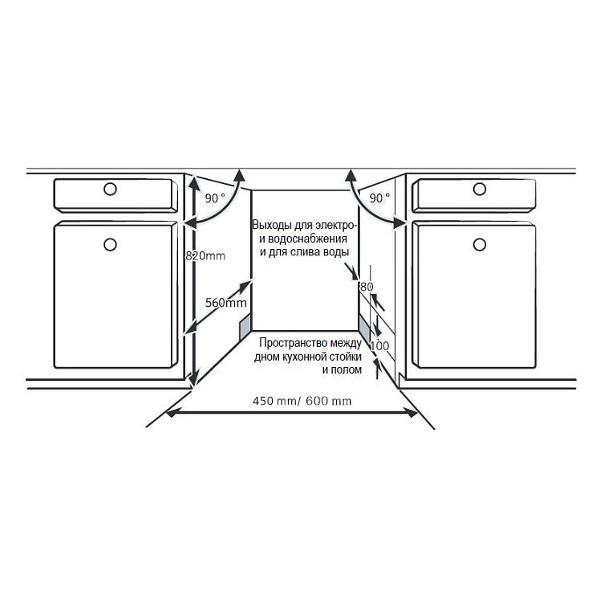 90°
90°
Выходы для электро-
и водоснабжения
и для слива воды
820mm
80
560mm
Пространство между
дном кухонной стойки
и полом
100
450 mm/ 600 mm